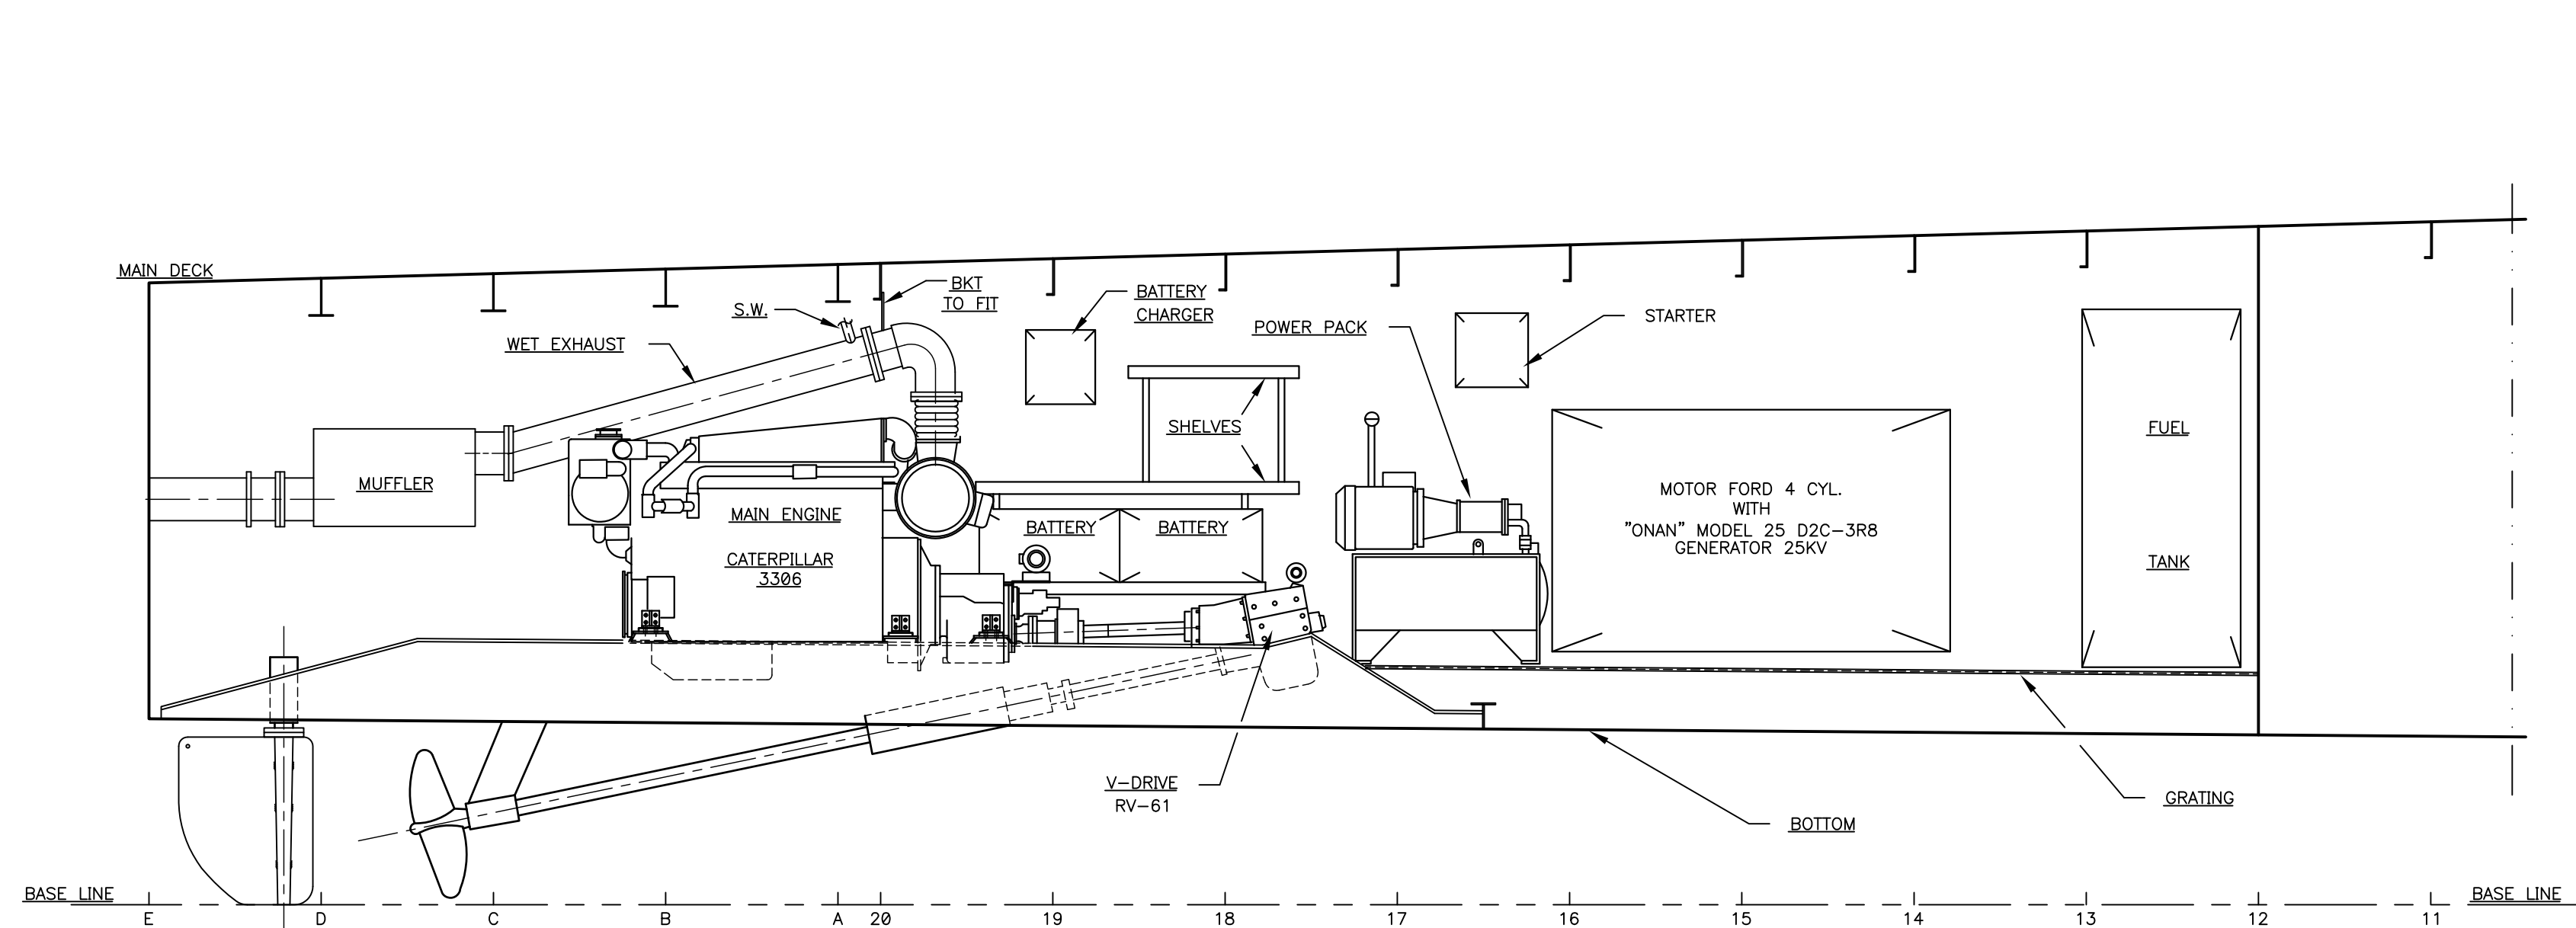 MAIN DECK
BKT
TO FIT
BATTERY
CHARGER
S.W.
STARTER
POWER PACK
WET EXHAUST
SHELVES
FUEL
MUFFLER
MOTOR FORD 4 CYL.
WITH
"ONAN" MODEL 25 D2C-3R8
GENERATOR 25KV
MAIN ENGINE
BATTERY
BATTERY
CATERPILLAR
3306
TANK
V-DRIVE
RV-61
GRATING
BOTTOM
BASE LINE
BASE LINE
E D C B A 20 19 18 17 16 15 14 13 12 11